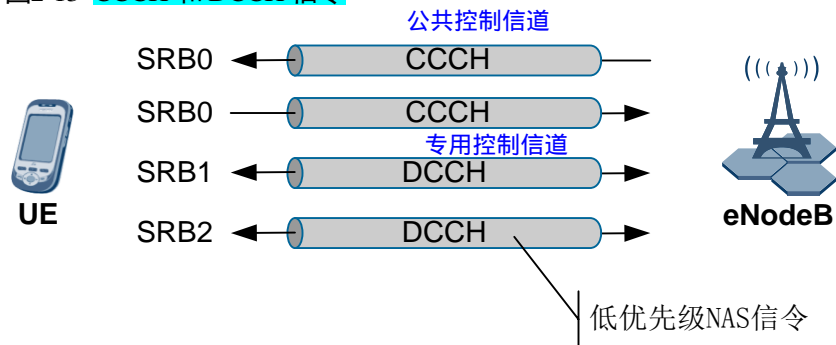 公共控制信道
SRB0 CCCH
SRB0 CCCH
专用控制信道
SRB1 DCCH
UE
eNodeB
SRB2 DCCH
低优先级NAS信令